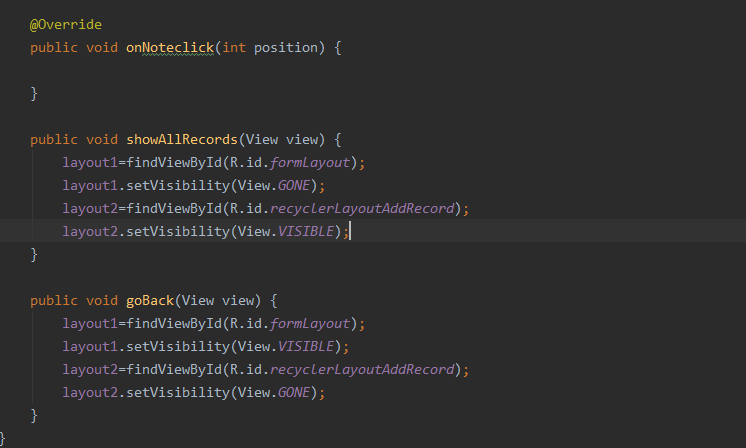 @Override
public void onNoteclick(int position) {
}
public void showAllRecords(View view) {
layout1=findViewById(R.id.formLayout);
layout1.setVisibility(View.GONE);
layout2=findViewById(R.id.recyclerLayoutAddRecord);
layout2.setVisibility(View.VISIBLE);
}
public void goBack(View view) {
layout1=findViewById(R.id.formLayout);
layout1.setVisibility(View.VISIBLE);
layout2=findViewById(R.id.recyclerLayoutAddRecord);
layout2.setVisibility(View.GONE);
}
}